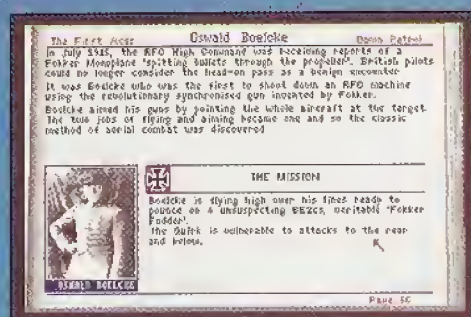 The First Aces Oswald Boelcke Dawn Patrol
In July 1915, the RFC High Command was receiving reports of a
Fokker Monoplane 'spitting bullets through the propeller'. British pilots
could no longer consider the head-on pass as a benign encounter
It was Boelcke who was the first to shoot down an RFC machine
using the revolutionary synchronised gun invented by Fokker.
Boelcke aimed his guns by pointing the whole aircraft at the target
The two jobs of flying and aiming became one and so the classic
method of aerial combat was discovered
THE MISSION
Boelcke is flying high over his lines ready to
pounce on 4 unsuspecting BE2Cs, veritable 'Fokker
Fodder'.
The Quirk is vulnerable to attacks to the rear
and below.
OSWALD BOELCKE
Page 50